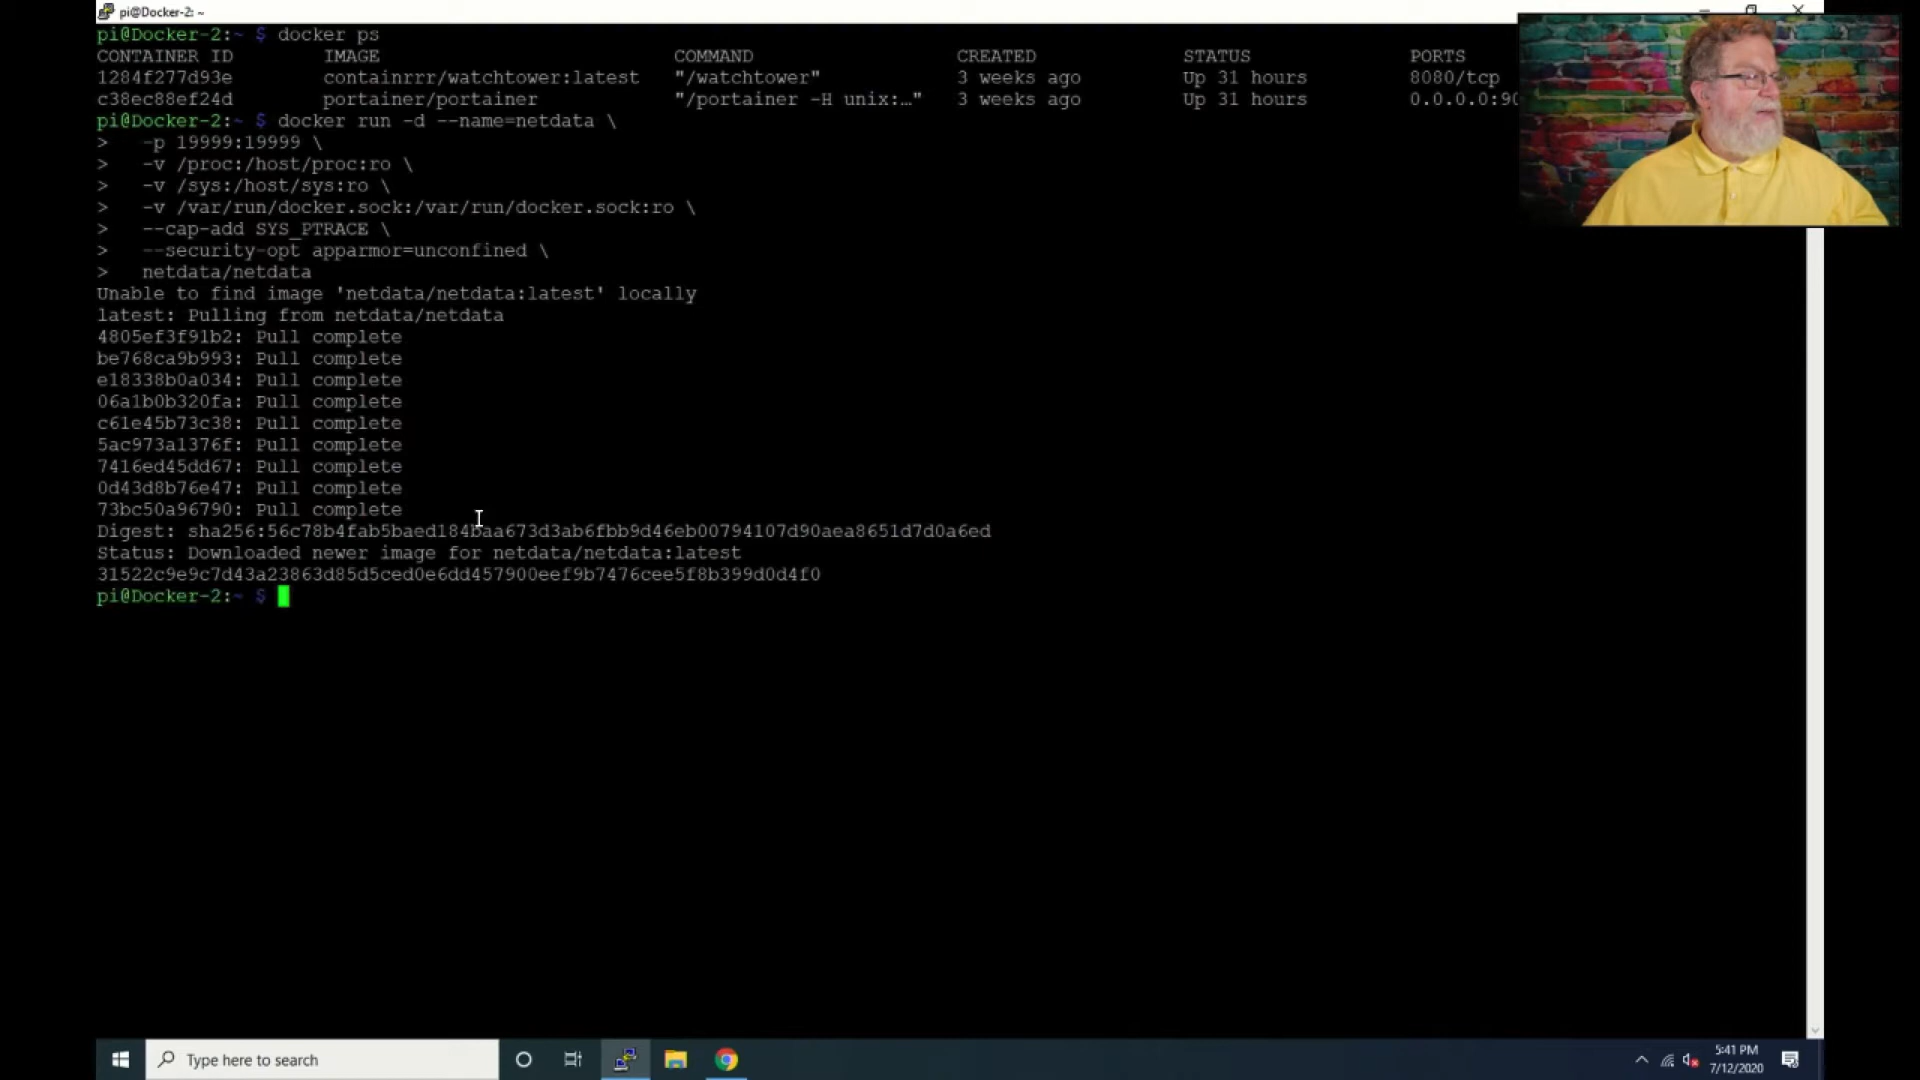 pi@Docker-2: ~
pi@Docker-2:~ $ docker ps
CONTAINER ID IMAGE COMMAND CREATED STATUS PORTS
1284f277d93e containrrr/watchtower:latest "/watchtower" 3 weeks ago Up 31 hours 8080/tcp
c38ec88ef24d portainer/portainer "/portainer -H unix:…" 3 weeks ago Up 31 hours 0.0.0.0:90
pi@Docker-2:~ $ docker run -d --name=netdata \
> -p 19999:19999 \
> -v /proc:/host/proc:ro \
> -v /sys:/host/sys:ro \
> -v /var/run/docker.sock:/var/run/docker.sock:ro \
> --cap-add SYS_PTRACE \
> --security-opt apparmor=unconfined \
> netdata/netdata
Unable to find image 'netdata/netdata:latest' locally
latest: Pulling from netdata/netdata
4805ef3f91b2: Pull complete
be768ca9b993: Pull complete
e18338b0a034: Pull complete
06a1b0b320fa: Pull complete
c61e45b73c38: Pull complete
5ac973a1376f: Pull complete
7416ed45dd67: Pull complete
0d43d8b76e47: Pull complete
73bc50a96790: Pull complete
Digest: sha256:56c78b4fab5baed184baa673d3ab6fbb9d46eb00794107d90aea8651d7d0a6ed
Status: Downloaded newer image for netdata/netdata:latest
31522c9e9c7d43a23863d85d5ced0e6dd457900eef9b7476cee5f8b399d0d4f0
pi@Docker-2:~ $
Type here to search
5:41 PM
7/12/2020